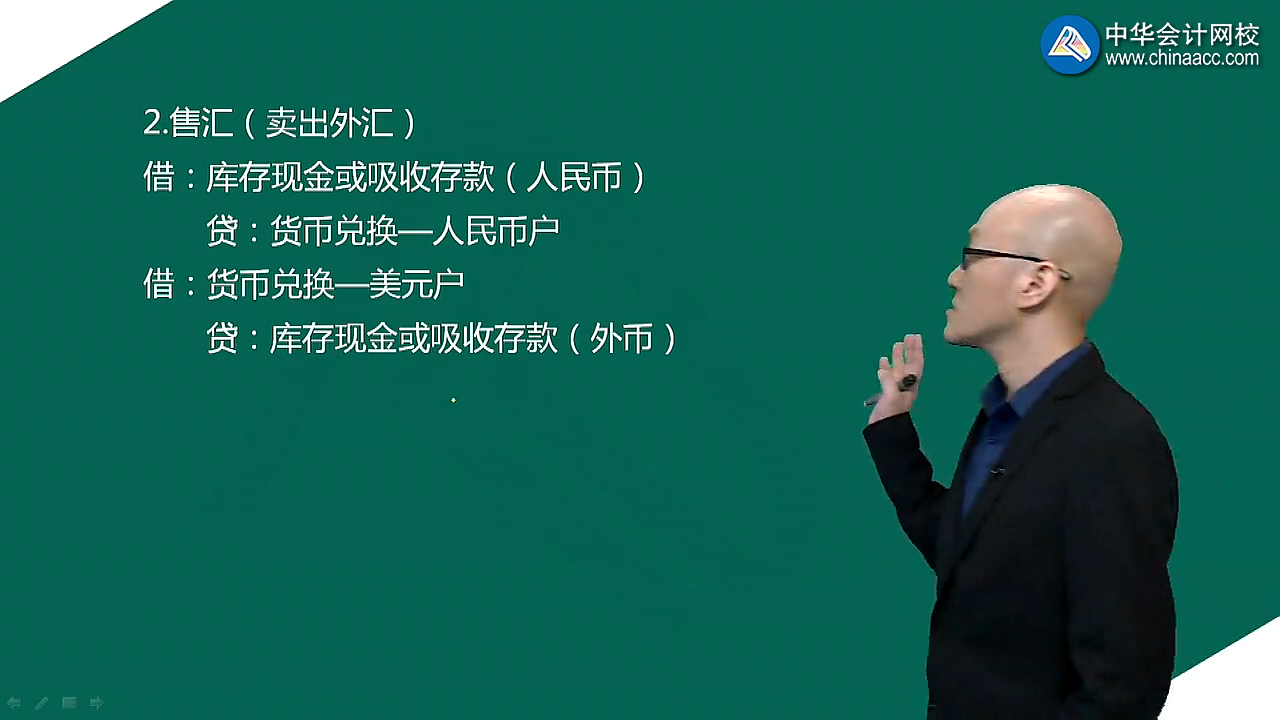 中华会计网校
www.chinaacc.com
2.售汇（卖出外汇）
借：库存现金或吸收存款（人民币）
贷：货币兑换—人民币户
借：货币兑换—美元户
贷：库存现金或吸收存款（外币）